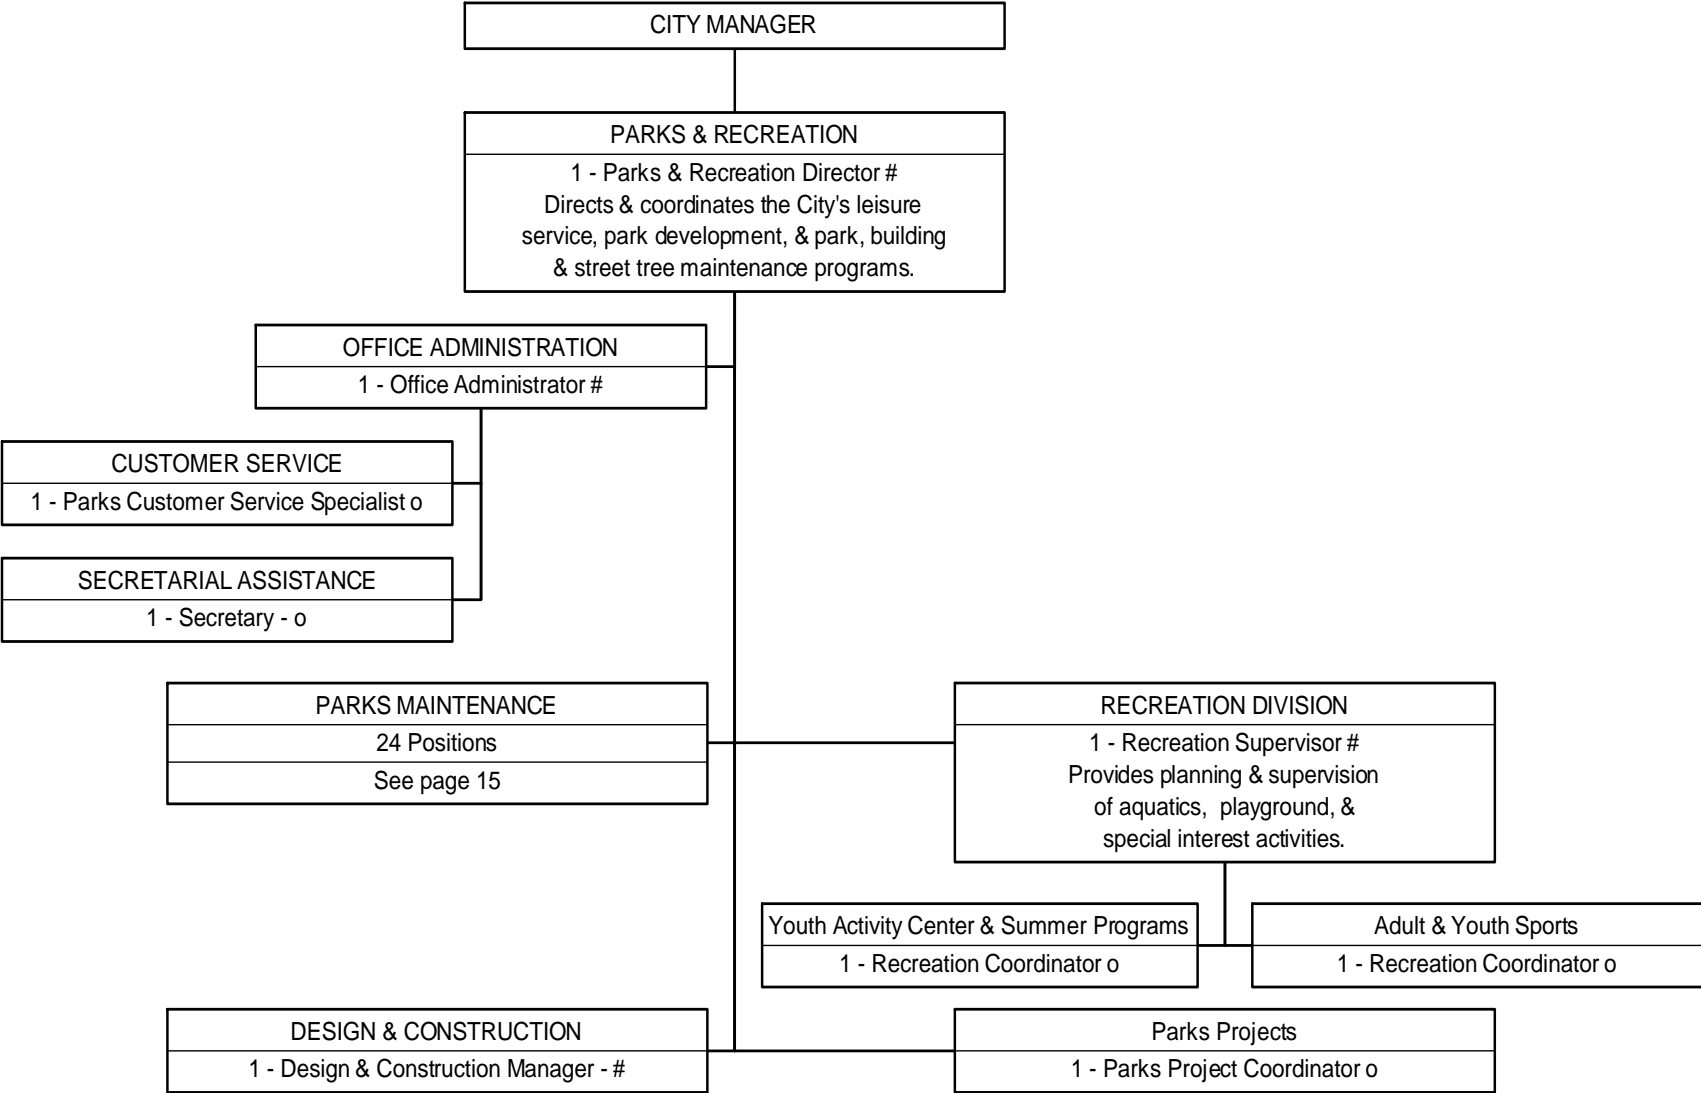 CITY MANAGER
PARKS & RECREATION
1 - Parks & Recreation Director #
Directs & coordinates the City's leisure
service, park development, & park, building
& street tree maintenance programs.
OFFICE ADMINISTRATION
1 - Office Administrator #
CUSTOMER SERVICE
1 - Parks Customer Service Specialist o
SECRETARIAL ASSISTANCE
1 - Secretary - o
PARKS MAINTENANCE
24 Positions
See page 15
RECREATION DIVISION
1 - Recreation Supervisor #
Provides planning & supervision
of aquatics, playground, &
special interest activities.
Youth Activity Center & Summer Programs
1 - Recreation Coordinator o
Adult & Youth Sports
1 - Recreation Coordinator o
DESIGN & CONSTRUCTION
1 - Design & Construction Manager - #
Parks Projects
1 - Parks Project Coordinator o